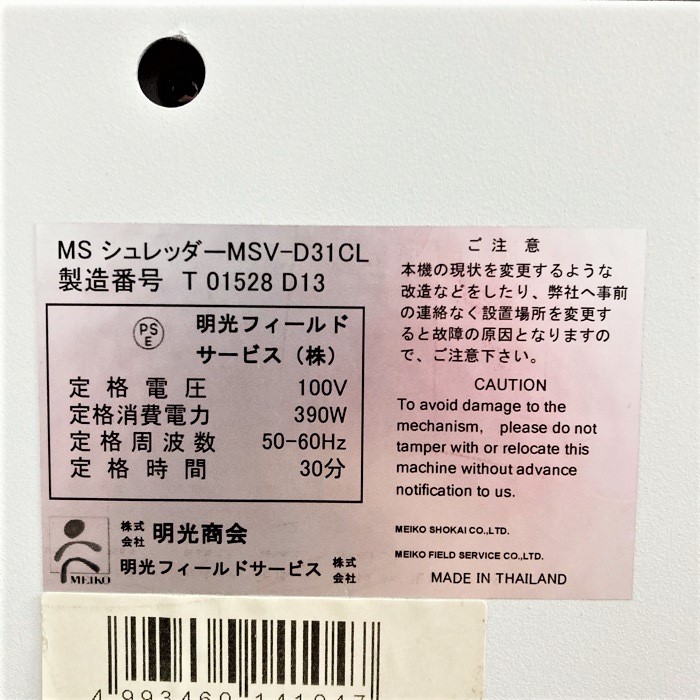 MS シュレッダーMSV-D31CL
製造番号 T 01528 D13
PSE
明光フィールド
サービス（株）
定格電圧 100V
定格消費電力 390W
定格周波数 50-60Hz
定格時間 30分
MEIKO
株式会社 明光商会
明光フィールドサービス 株式会社
ご注意
本機の現状を変更するような
改造などをしたり、弊社へ事前
の連絡なく設置場所を変更す
ると故障の原因となりますの
で、ご注意下さい。
CAUTION
To avoid damage to the
mechanism, please do not
tamper with or relocate this
machine without advance
notification to us.
MEIKO SHOKAI CO.,LTD.
MEIKO FIELD SERVICE CO.,LTD.
MADE IN THAILAND